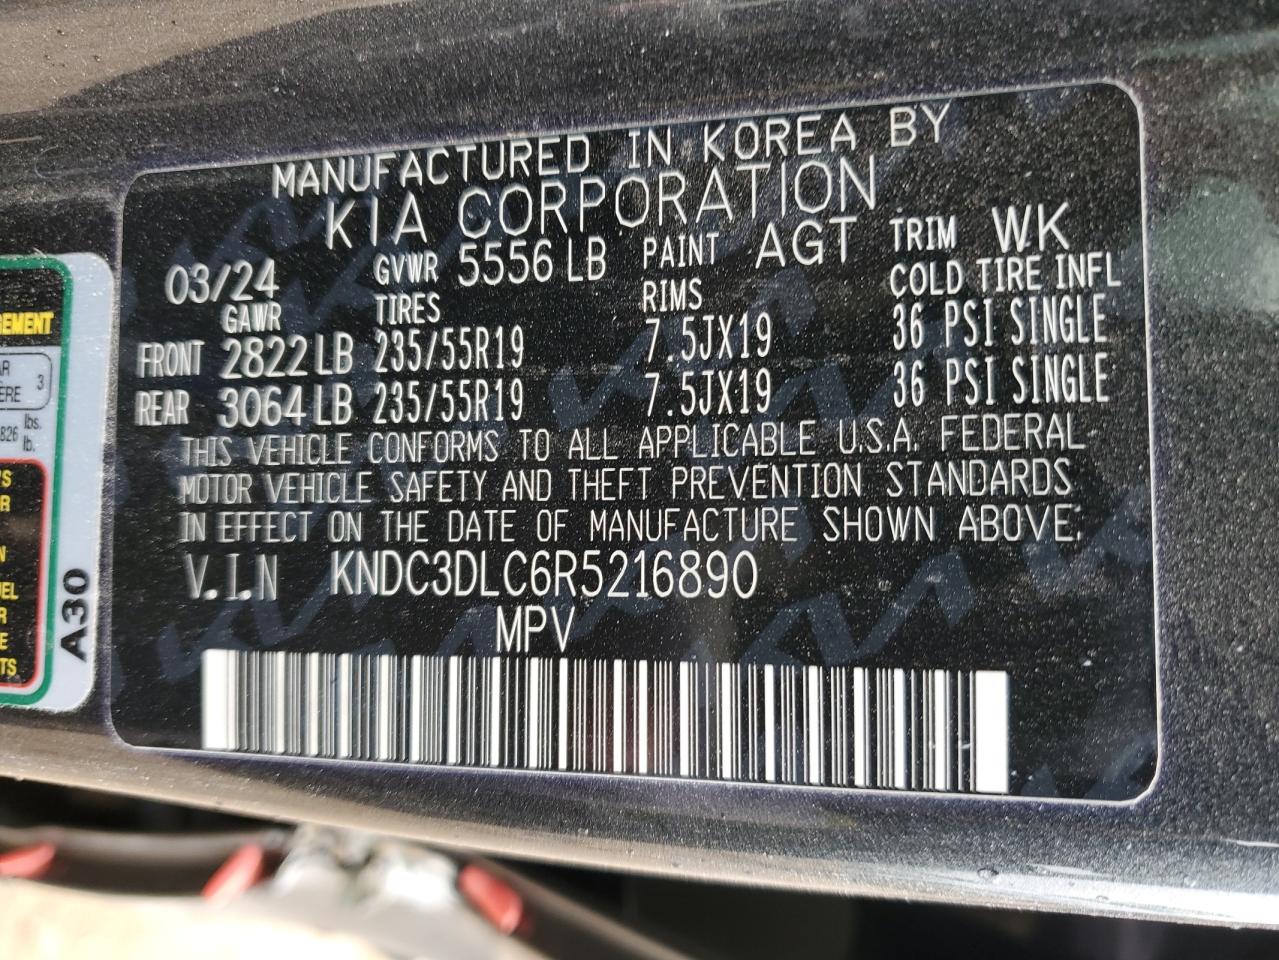 MANUFACTURED IN KOREA BY
KIA CORPORATION
03/24 GVWR 5556 LB PAINT AGT TRIM WK
GAWR TIRES RIMS COLD TIRE INFL
FRONT 2822 LB 235/55R19 7.5JX19 36 PSI SINGLE
REAR 3064 LB 235/55R19 7.5JX19 36 PSI SINGLE
THIS VEHICLE CONFORMS TO ALL APPLICABLE U.S.A. FEDERAL
MOTOR VEHICLE SAFETY AND THEFT PREVENTION STANDARDS
IN EFFECT ON THE DATE OF MANUFACTURE SHOWN ABOVE.
V.I.N KNDC3DLC6R5216890
MPV
A30
3
lbs.
lb.